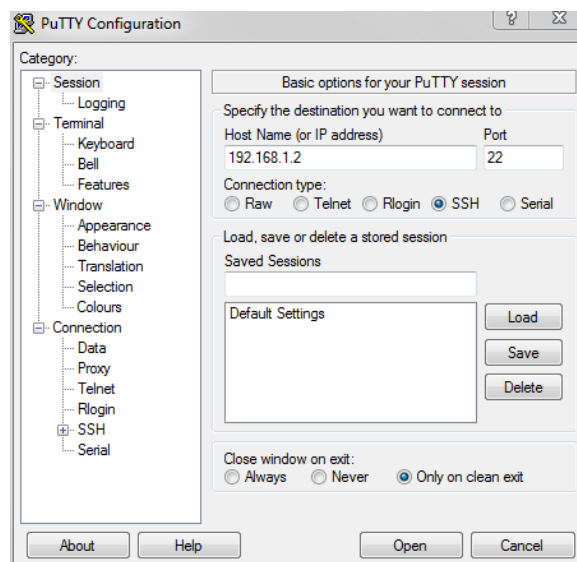 PuTTY Configuration
Category:
Session
Logging
Terminal
Keyboard
Bell
Features
Window
Appearance
Behaviour
Translation
Selection
Colours
Connection
Data
Proxy
Telnet
Rlogin
SSH
Serial
Basic options for your PuTTY session
Specify the destination you want to connect to
Host Name (or IP address) Port
192.168.1.2 22
Connection type:
Raw Telnet Rlogin SSH Serial
Load, save or delete a stored session
Saved Sessions
Default Settings
Load
Save
Delete
Close window on exit:
Always Never Only on clean exit
About Help Open Cancel